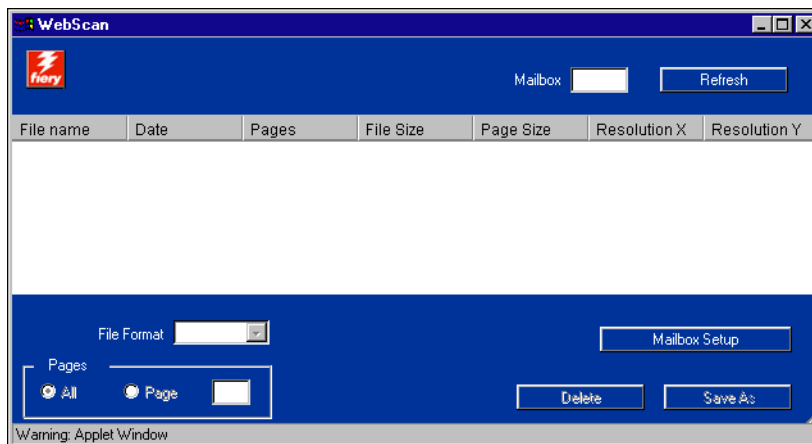 WebScan
fiery
Mailbox Refresh
File name Date Pages File Size Page Size Resolution X Resolution Y
File Format
Mailbox Setup
Pages
All Page
Delete Save As
Warning: Applet Window